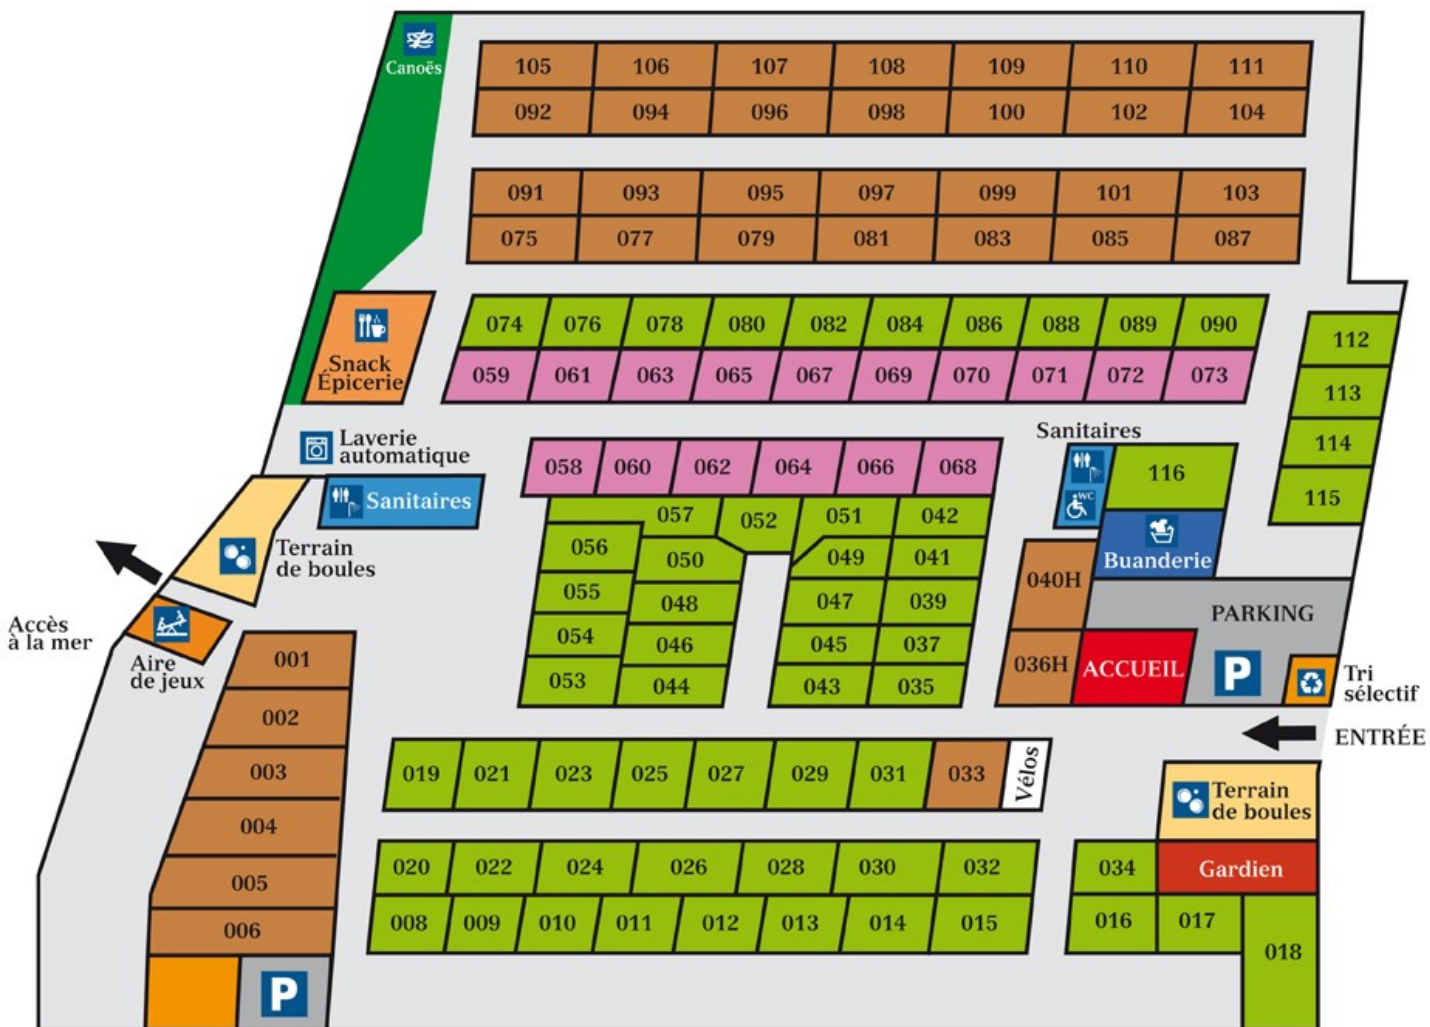 Canoës
105 106 107 108 109 110 111
092 094 096 098 100 102 104
091 093 095 097 099 101 103
075 077 079 081 083 085 087
074 076 078 080 082 084 086 088 089 090
059 061 063 065 067 069 070 071 072 073
112
113
114
115
Snack
Épicerie
Laverie
automatique
Sanitaires
058 060 062 064 066 068
Sanitaires
WC
116
Buanderie
057 052 051 042
056 050 049 041
055 048 047 039
054 046 045 037
053 044 043 035
040H
036H
ACCUEIL
PARKING
P
Tri
sélectif
ENTRÉE
Terrain
de boules
Accès
à la mer
Aire
de jeux
001
002
003
004
005
006
P
019 021 023 025 027 029 031 033 Vélos
020 022 024 026 028 030 032
008 009 010 011 012 013 014 015
Terrain
de boules
034 Gardien
016 017 018